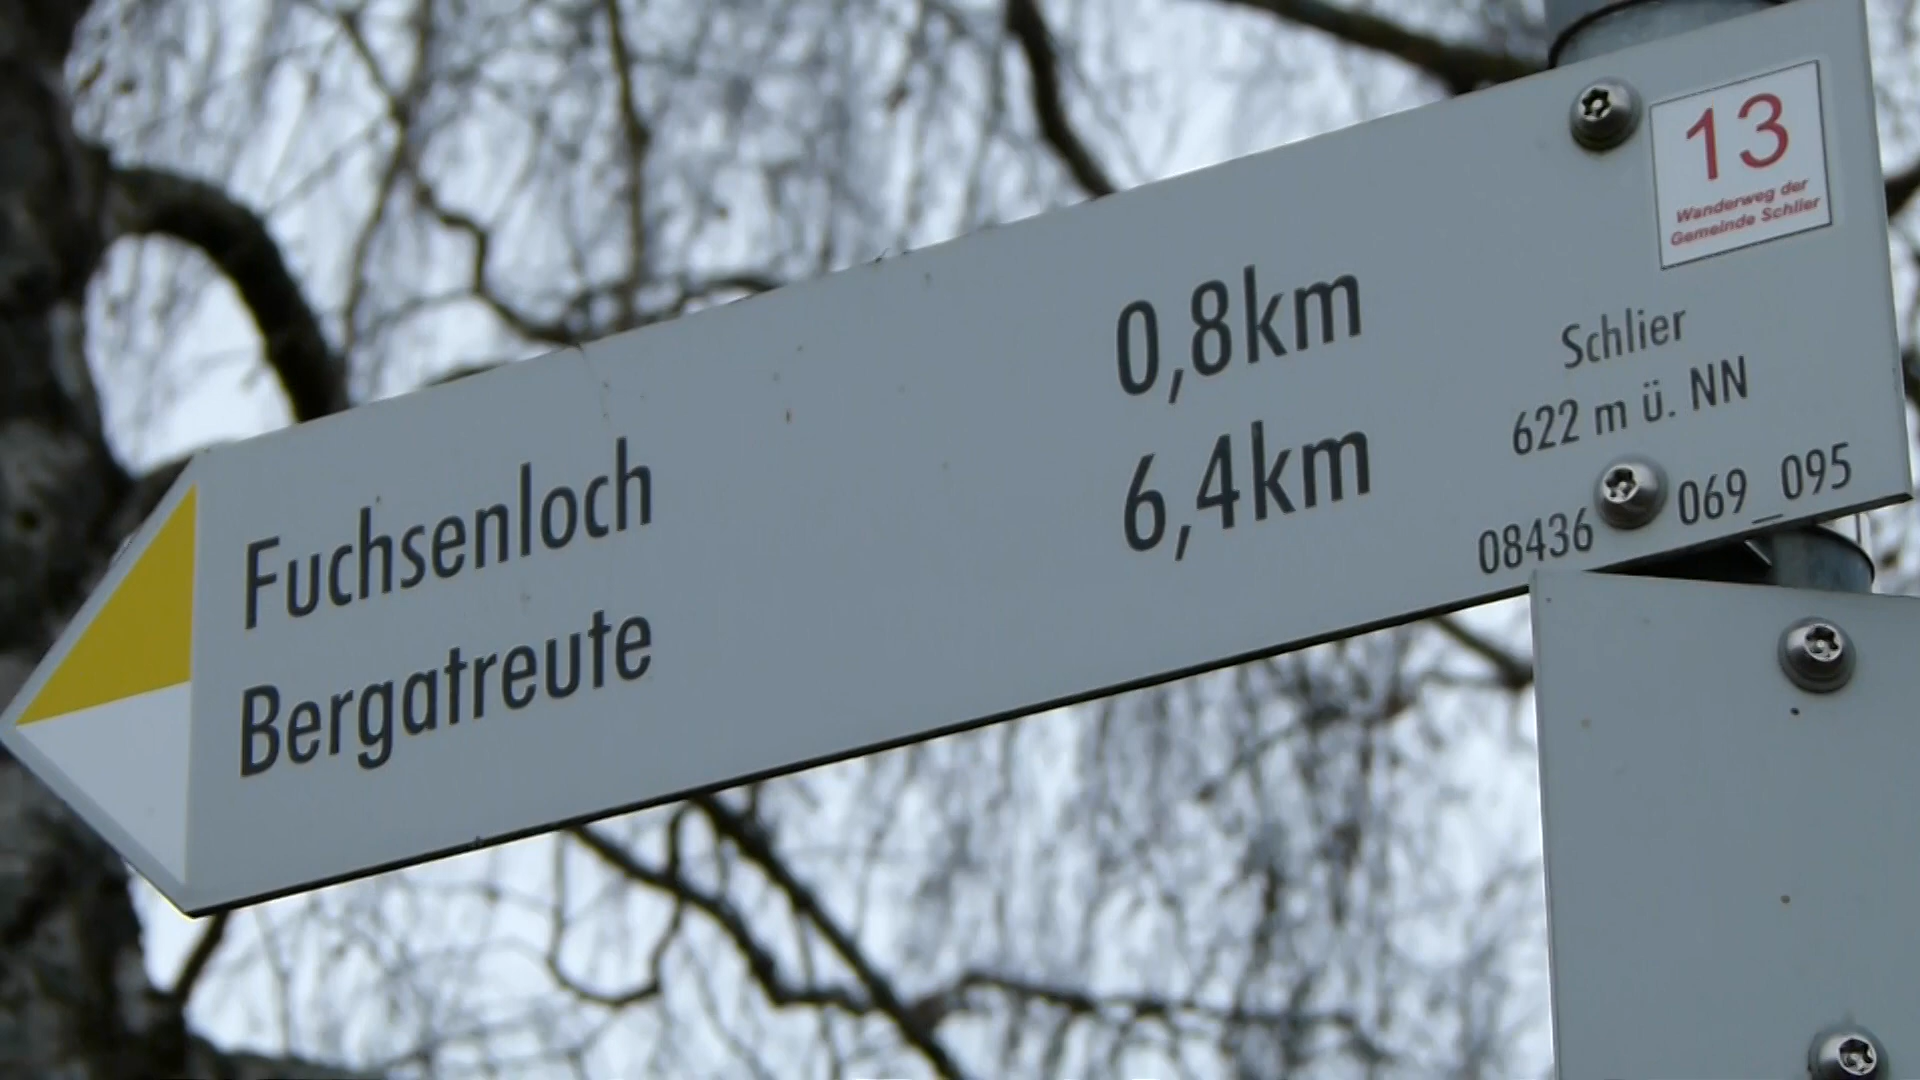 13
Wanderweg der
Gemeinde Schlier
Fuchsenloch 0,8km
Bergatreute 6,4km
Schlier
622 m ü. NN
08436 069_095